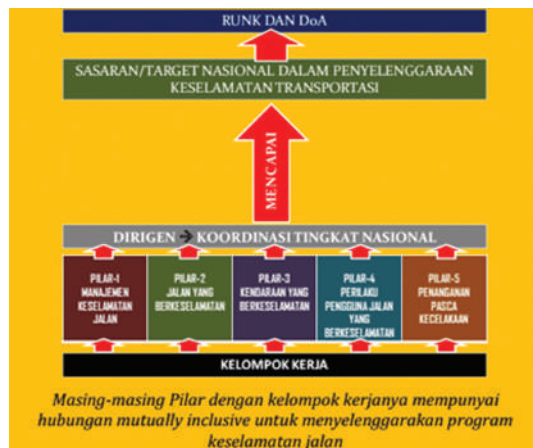 RUNK DAN DoA
SASARAN/TARGET NASIONAL DALAM PENYELENGGARAAN
KESELAMATAN TRANSPORTASI
MENCAPAI
DIRIGEN → KOORDINASI TINGKAT NASIONAL
PILAR-1
MANAJEMEN
KESELAMATAN
JALAN
PILAR-2
JALAN YANG
BERKESELAMATAN
PILAR-3
KENDARAAN YANG
BERKESELAMATAN
PILAR-4
PERILAKU
PENGGUNA JALAN
YANG
BERKESELAMATAN
PILAR-5
PENANGANAN
PASCA
KECELAKAAN
KELOMPOK KERJA
Masing-masing Pilar dengan kelompok kerjanya mempunyai
hubungan mutually inclusive untuk menyelenggarakan program
keselamatan jalan